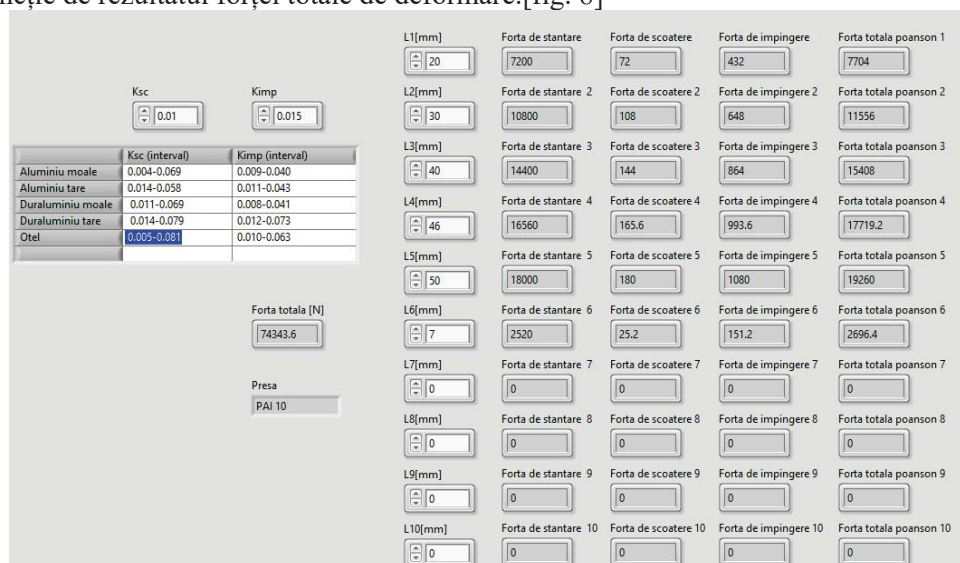 ncție de rezultatul forței totale de deformare.[fig. 8]
L1[mm] Forta de stantare Forta de scoatere Forta de impingere Forta totala poanson 1
20 7200 72 432 7704
Ksc Kimp
0.01 0.015
L2[mm] Forta de stantare 2 Forta de scoatere 2 Forta de impingere 2 Forta totala poanson 2
30 10800 108 648 11556
Ksc (interval) Kimp (interval)
Aluminiu moale 0.004-0.069 0.009-0.040
Aluminiu tare 0.014-0.058 0.011-0.043
Duraluminiu moale 0.011-0.069 0.008-0.041
Duraluminiu tare 0.014-0.079 0.012-0.073
Otel 0.005-0.081 0.010-0.063
L3[mm] Forta de stantare 3 Forta de scoatere 3 Forta de impingere 3 Forta totala poanson 3
40 14400 144 864 15408
L4[mm] Forta de stantare 4 Forta de scoatere 4 Forta de impingere 4 Forta totala poanson 4
46 16560 165.6 993.6 17719.2
L5[mm] Forta de stantare 5 Forta de scoatere 5 Forta de impingere 5 Forta totala poanson 5
50 18000 180 1080 19260
Forta totala [N]
74343.6
L6[mm] Forta de stantare 6 Forta de scoatere 6 Forta de impingere 6 Forta totala poanson 6
7 2520 25.2 151.2 2696.4
L7[mm] Forta de stantare 7 Forta de scoatere 7 Forta de impingere 7 Forta totala poanson 7
0 0 0 0 0
Presa
PAI 10
L8[mm] Forta de stantare 8 Forta de scoatere 8 Forta de impingere 8 Forta totala poanson 8
0 0 0 0 0
L9[mm] Forta de stantare 9 Forta de scoatere 9 Forta de impingere 9 Forta totala poanson 9
0 0 0 0 0
L10[mm] Forta de stantare 10 Forta de scoatere 10 Forta de impingere 10 Forta totala poanson 10
0 0 0 0 0